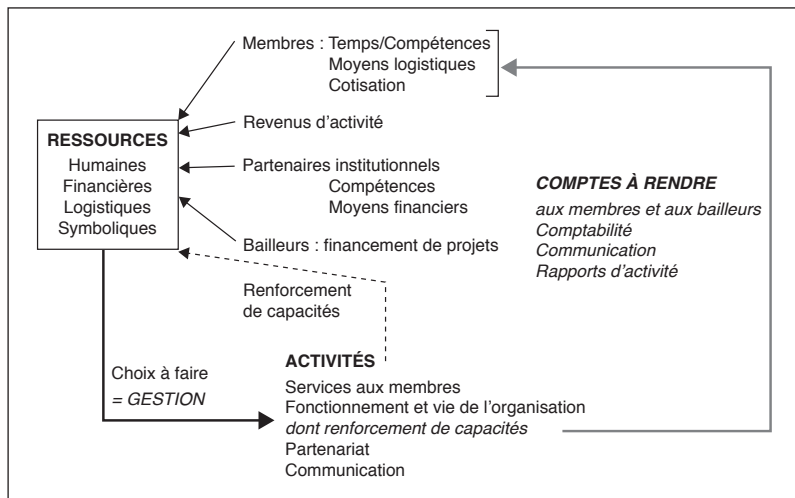 Membres : Temps/Compétences
Moyens logistiques
Cotisation
Revenus d'activité
RESSOURCES
Humaines
Financières
Logistiques
Symboliques
Partenaires institutionnels
Compétences
Moyens financiers
Bailleurs : financement de projets
COMPTES À RENDRE
aux membres et aux bailleurs
Comptabilité
Communication
Rapports d'activité
Renforcement
de capacités
Choix à faire
= GESTION
ACTIVITÉS
Services aux membres
Fonctionnement et vie de l'organisation
dont renforcement de capacités
Partenariat
Communication